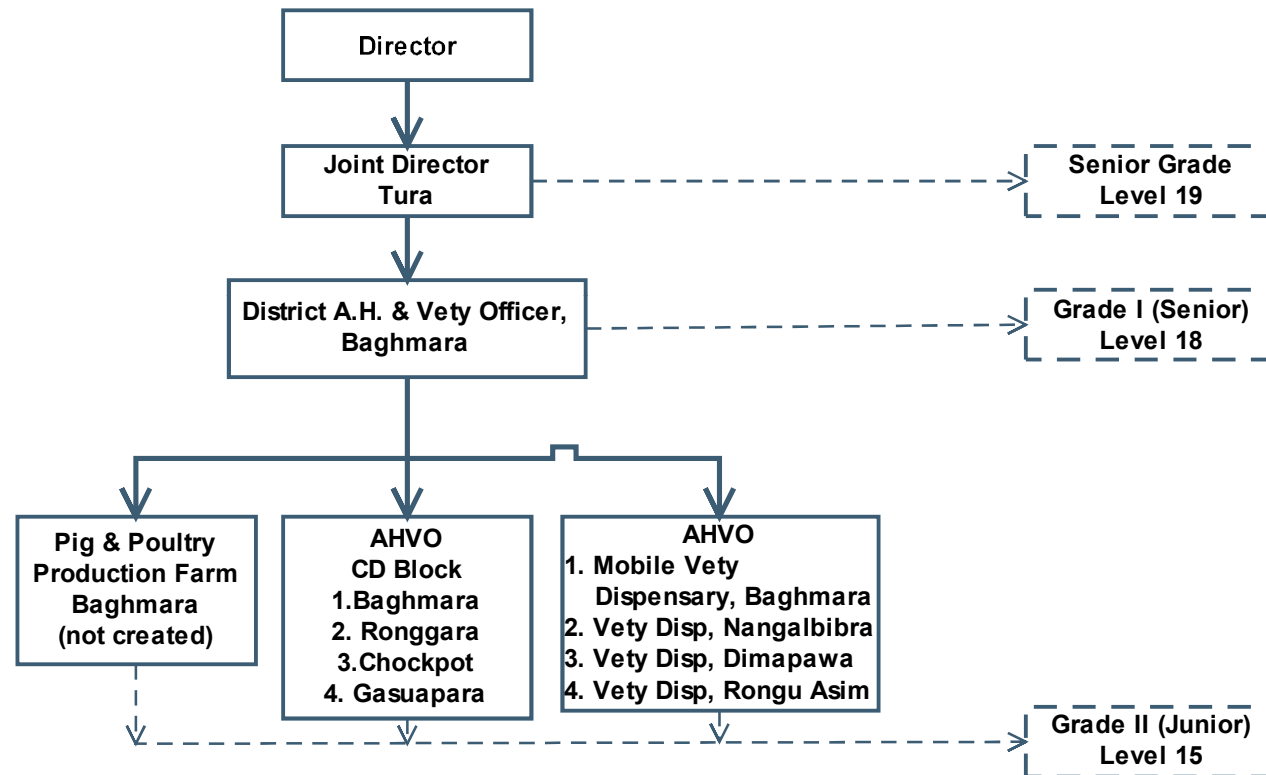 Director
Joint Director
Tura
Senior Grade
Level 19
District A.H. & Vety Officer,
Baghmara
Grade I (Senior)
Level 18
Pig & Poultry
Production Farm
Baghmara
(not created)
AHVO
CD Block
1.Baghmara
2. Ronggara
3.Chockpot
4. Gasuapara
AHVO
1. Mobile Vety
Dispensary, Baghmara
2. Vety Disp, Nangalbibra
3. Vety Disp, Dimapawa
4. Vety Disp, Rongu Asim
Grade II (Junior)
Level 15